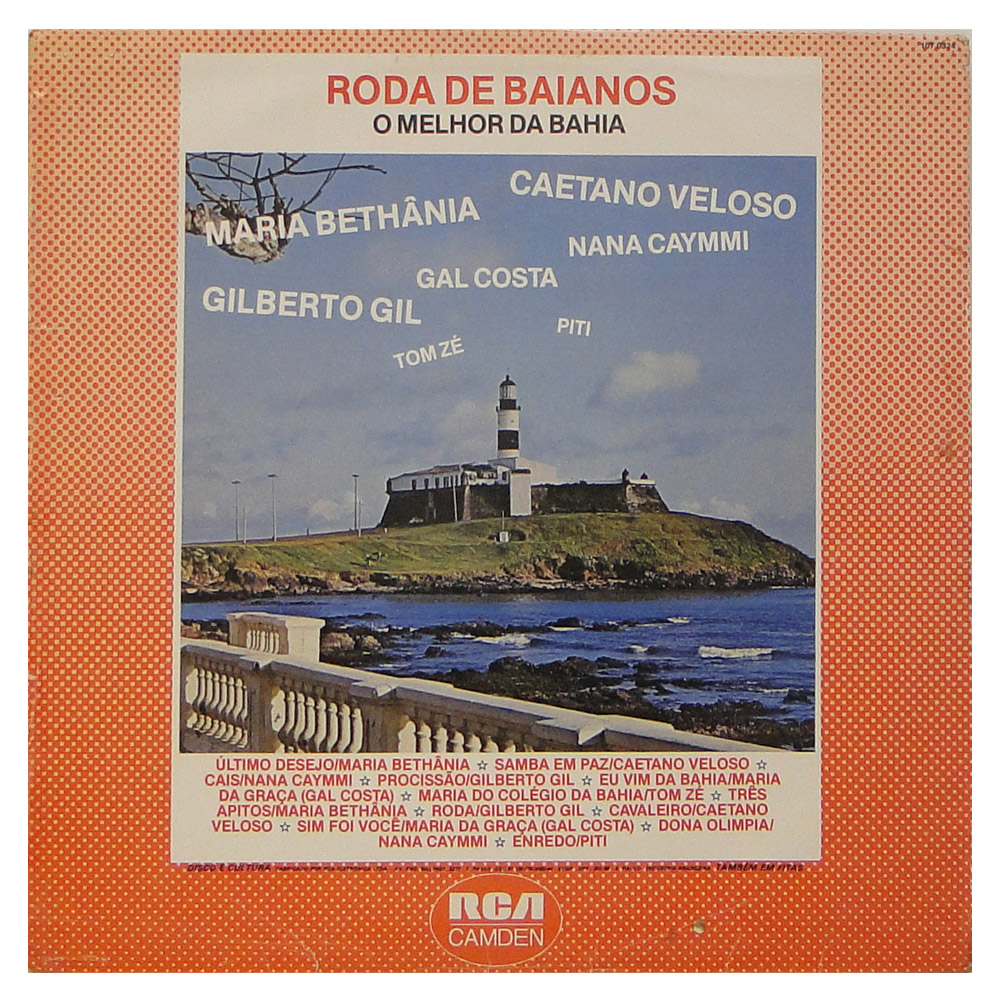 107.0324
RODA DE BAIANOS
O MELHOR DA BAHIA
CAETANO VELOSO
MARIA BETHÂNIA
NANA CAYMMI
GAL COSTA
GILBERTO GIL
PITI
TOM ZÉ
ÚLTIMO DESEJO/MARIA BETHÂNIA ☆ SAMBA EM PAZ/CAETANO VELOSO ☆
CAIS/NANA CAYMMI ☆ PROCISSÃO/GILBERTO GIL ☆ EU VIM DA BAHIA/MARIA
DA GRAÇA (GAL COSTA) ☆ MARIA DO COLÉGIO DA BAHIA/TOM ZÉ ☆ TRÊS
APITOS/MARIA BETHÂNIA ☆ RODA/GILBERTO GIL ☆ CAVALEIRO/CAETANO
VELOSO ☆ SIM FOI VOCÊ/MARIA DA GRAÇA (GAL COSTA) ☆ DONA OLIMPIA/
NANA CAYMMI ☆ ENREDO/PITI
DISCO É CULTURA TAMBÉM EM FITAS
RCA
CAMDEN